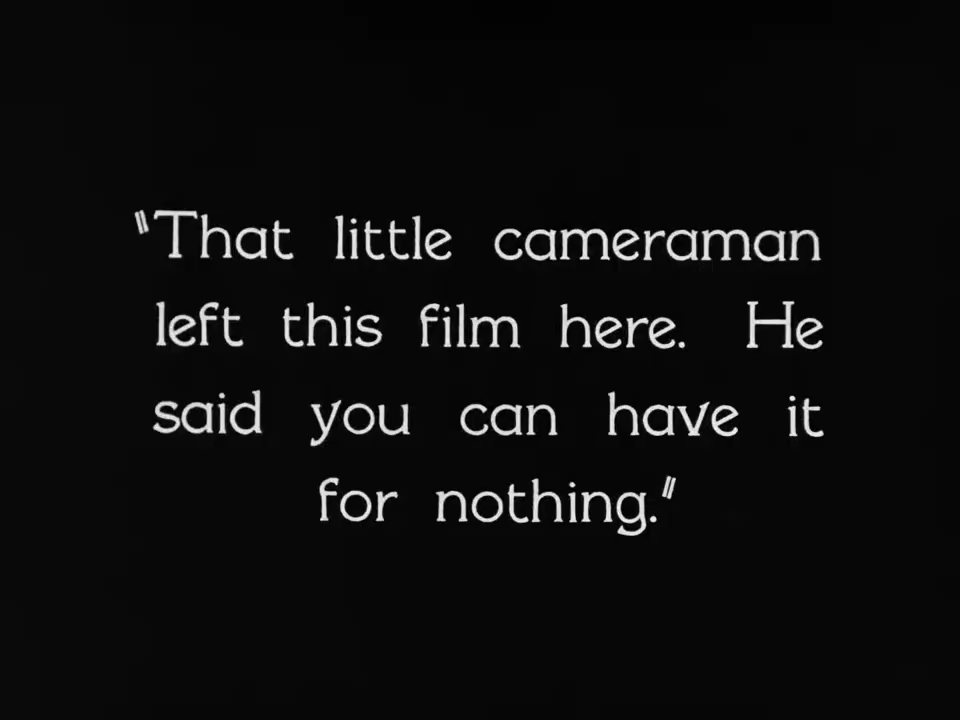 "That little cameraman
left this film here. He
said you can have it
for nothing."